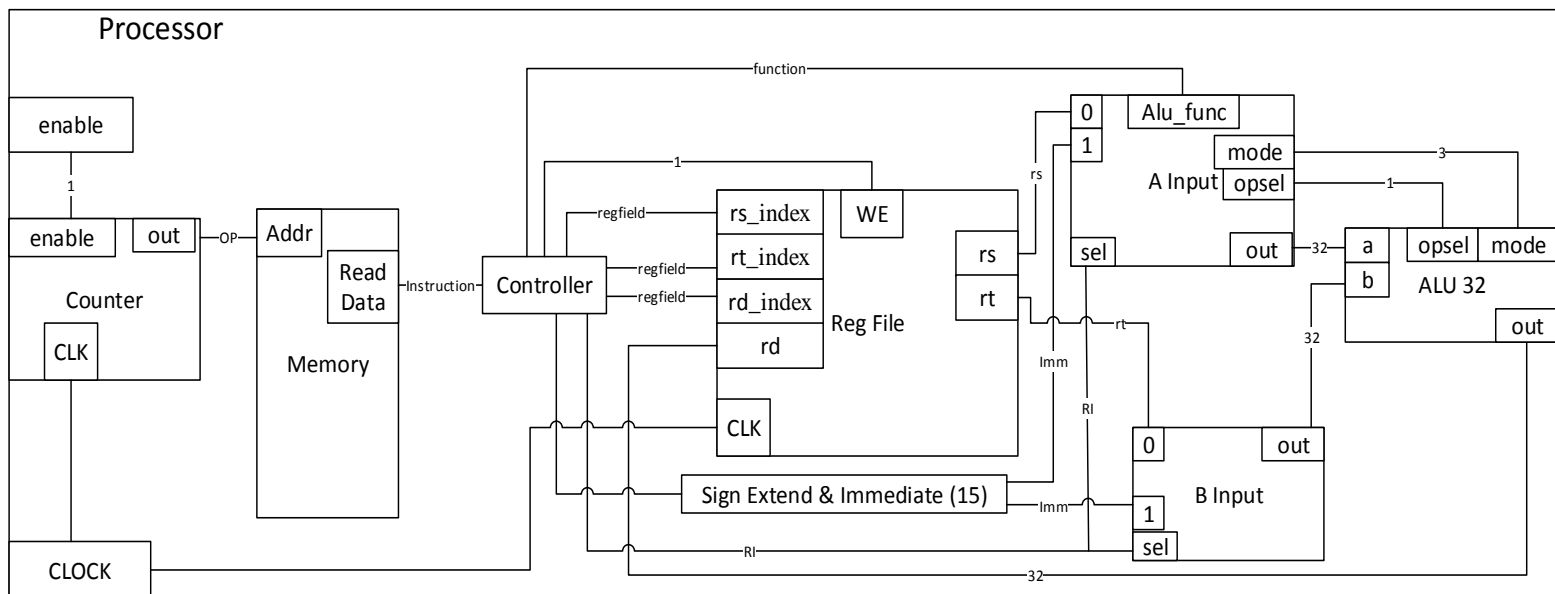 Processor
function
enable
0
Alu_func
1
1
mode
3
1
A Input
rs
opsel
1
rs_index
WE
regfield
enable
out
OP
Addr
rs
sel
out
32
a
opsel
mode
rt_index
regfield
Read
Data
Instruction
Controller
b
ALU 32
rt
Counter
rd_index
regfield
Reg File
out
rt
32
CLK
rd
Memory
Imm
RI
CLK
0
out
Sign Extend & Immediate (15)
B Input
Imm
1
sel
RI
CLOCK
32